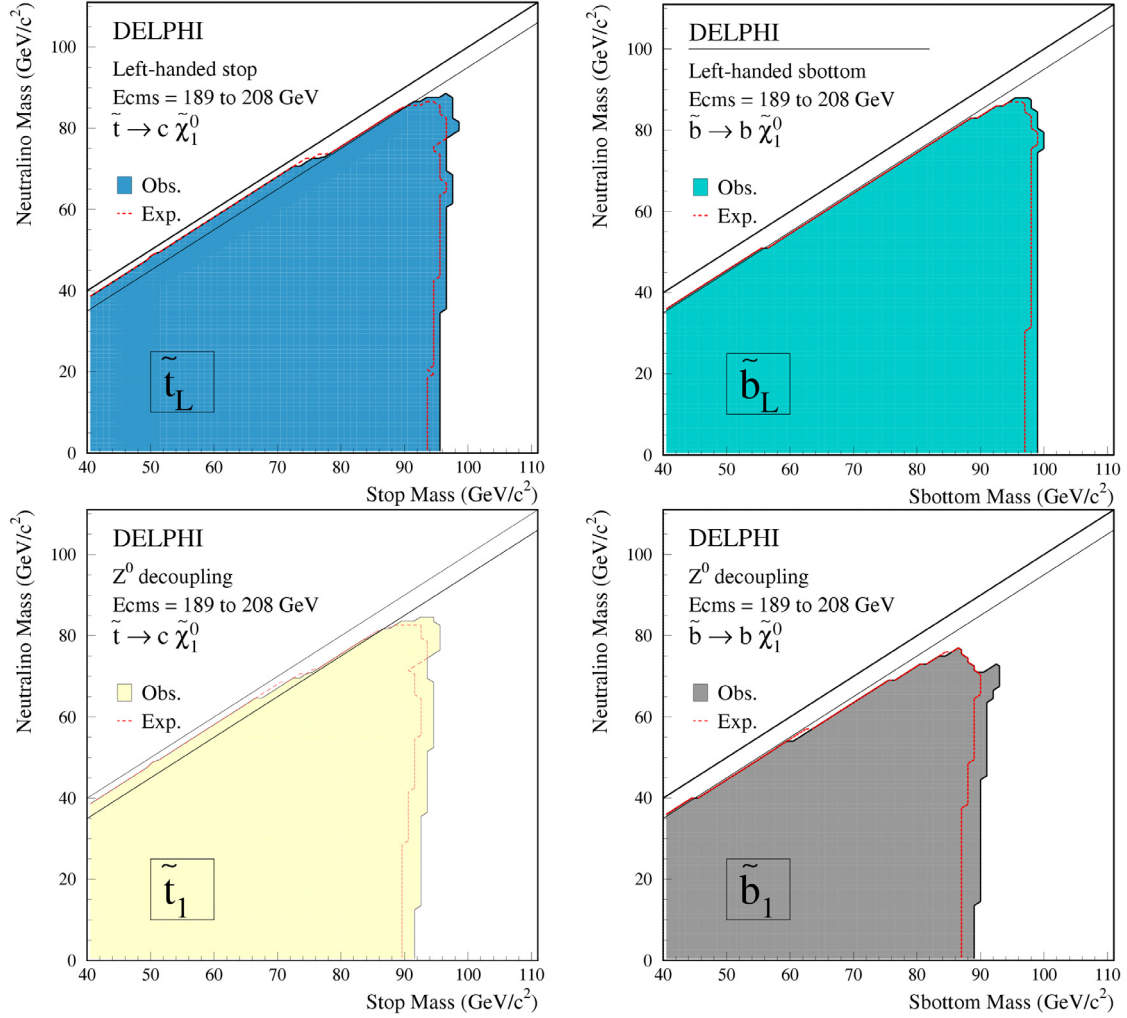 Neutralino Mass (GeV/c²)
DELPHI
Left-handed stop
Ecms = 189 to 208 GeV
t̃ → c χ̃₁⁰
Obs.
Exp.
t̃_L
0
20
40
60
80
100
40 50 60 70 80 90 100 110
Stop Mass (GeV/c²)
Neutralino Mass (GeV/c²)
DELPHI
Left-handed sbottom
Ecms = 189 to 208 GeV
b̃ → b χ̃₁⁰
Obs.
Exp.
b̃_L
0
20
40
60
80
100
40 50 60 70 80 90 100 110
Sbottom Mass (GeV/c²)
Neutralino Mass (GeV/c²)
DELPHI
Z⁰ decoupling
Ecms = 189 to 208 GeV
t̃ → c χ̃₁⁰
Obs.
Exp.
t̃₁
0
20
40
60
80
100
40 50 60 70 80 90 100 110
Stop Mass (GeV/c²)
Neutralino Mass (GeV/c²)
DELPHI
Z⁰ decoupling
Ecms = 189 to 208 GeV
b̃ → b χ̃₁⁰
Obs.
Exp.
b̃₁
0
20
40
60
80
100
40 50 60 70 80 90 100 110
Sbottom Mass (GeV/c²)